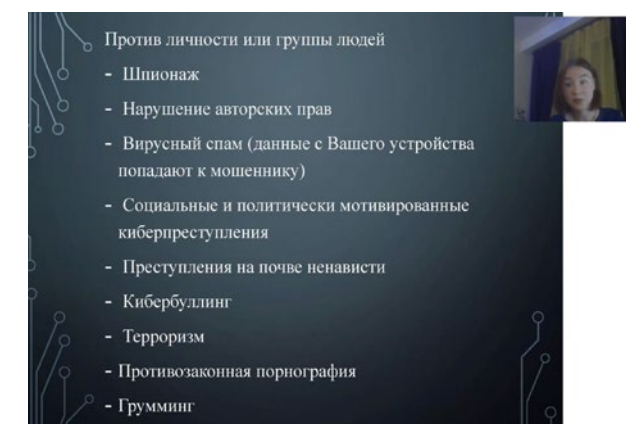 Против личности или группы людей
- Шпионаж
- Нарушение авторских прав
- Вирусный спам (данные с Вашего устройства
попадают к мошеннику)
- Социальные и политически мотивированные
киберпреступления
- Преступления на почве ненависти
- Кибербуллинг
- Терроризм
- Противозаконная порнография
- Грумминг